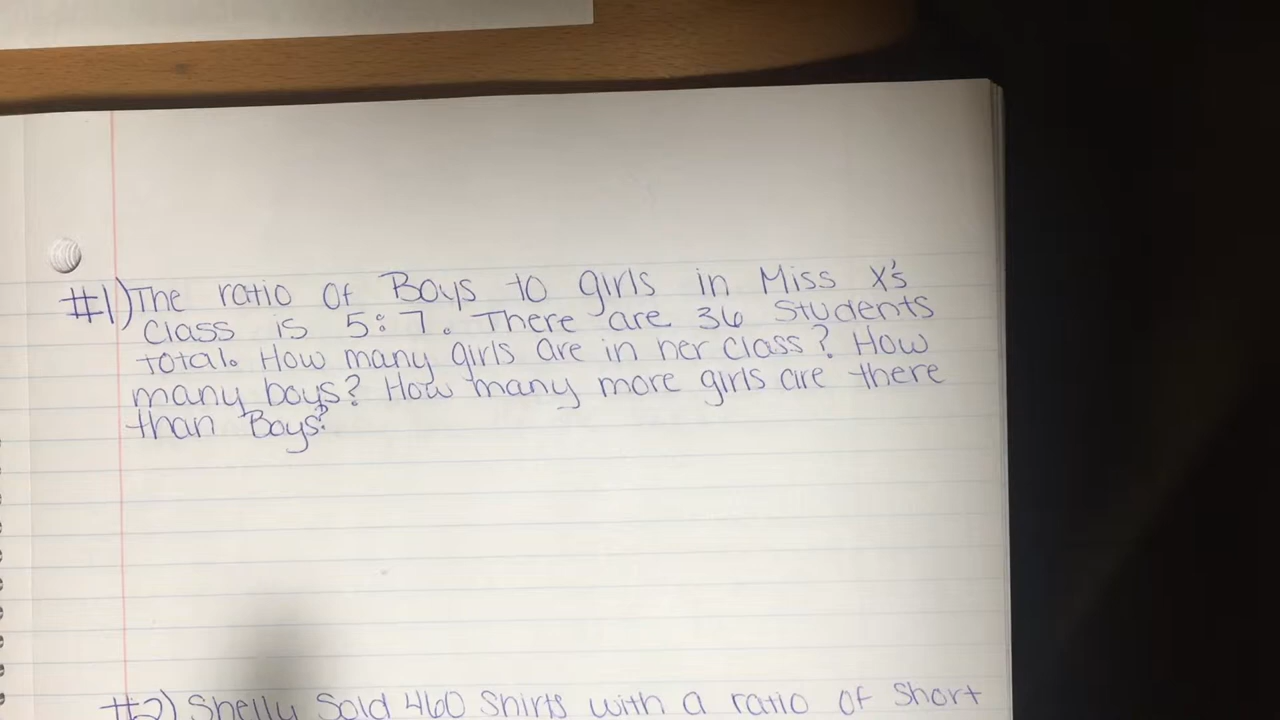 #1) The ratio of Boys to girls in Miss X's
class is 5:7. There are 36 students
total. How many girls are in her class? How
many boys? How many more girls are there
than Boys?
#2) Shelly Sold 460 Shirts with a ratio of Short